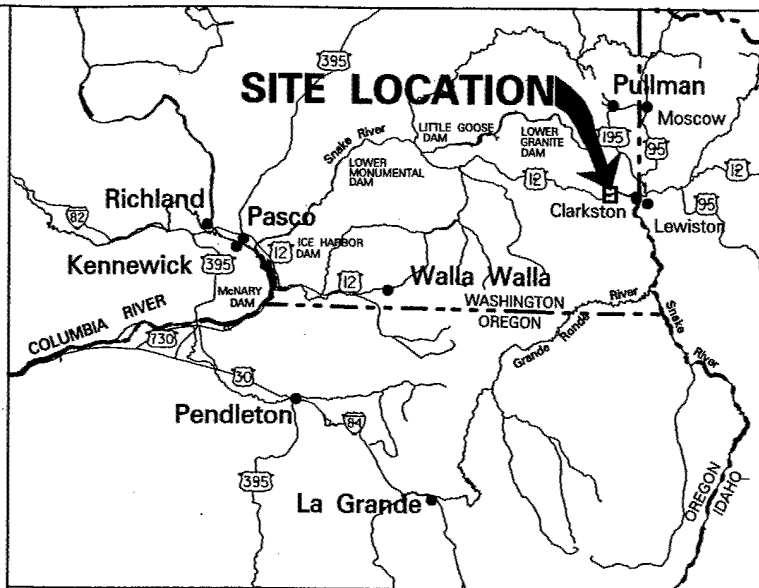 395
SITE LOCATION
Pullman
Moscow
LITTLE GOOSE
DAM
LOWER
GRANITE
DAM
195
95
Snake River
LOWER
MONUMENTAL
DAM
12
12
Richland
Clarkston
Lewiston
95
82
Pasco
12
ICE HARBOR
DAM
Kennewick
395
McNARY
DAM
12
Walla Walla
WASHINGTON
OREGON
River
Grande Ronde
Snake
River
COLUMBIA RIVER
730
30
Pendleton
84
395
La Grande
OREGON
IDAHO